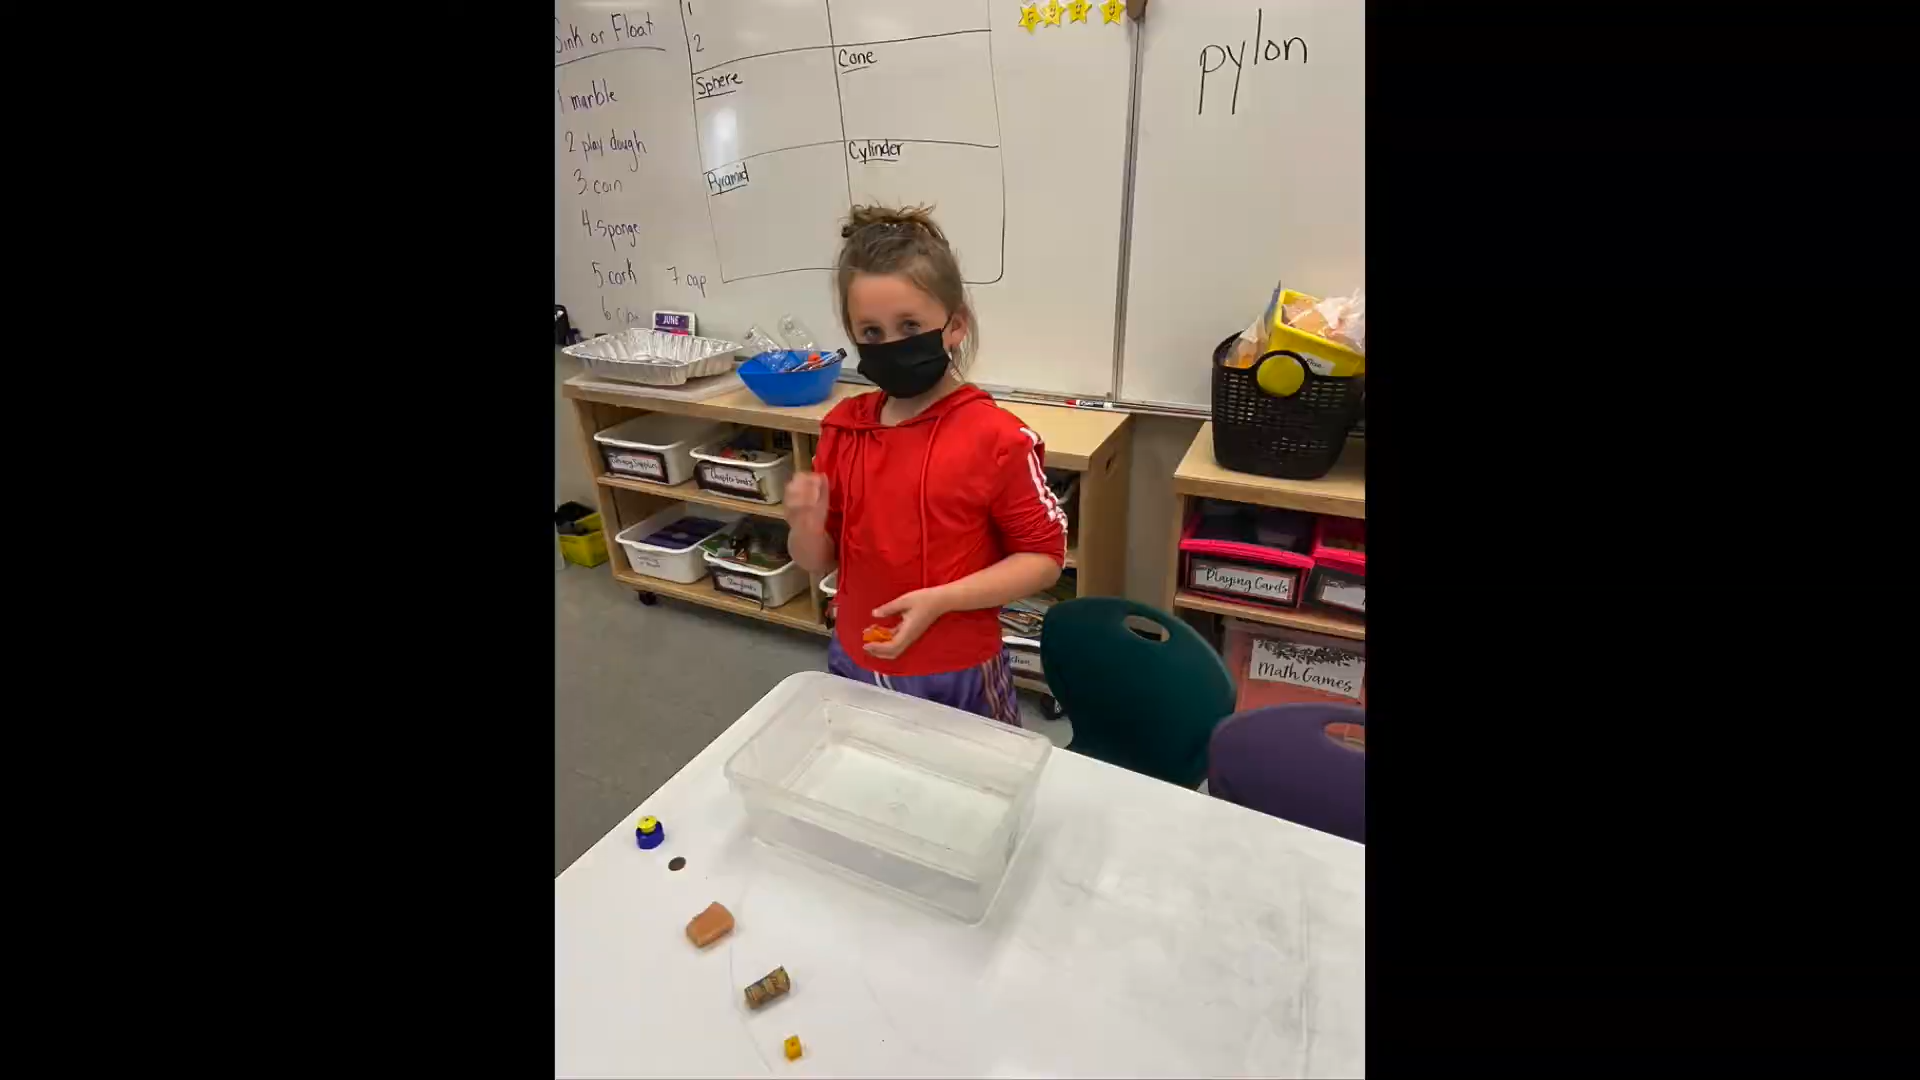 Sink or Float
1 marble
2 play dough
3. coin
4. Sponge
5. cork
7. cap
1
2
Sphere
Cone
Pyramid
Cylinder
pylon
JUNE
Playing Cards
Math Games